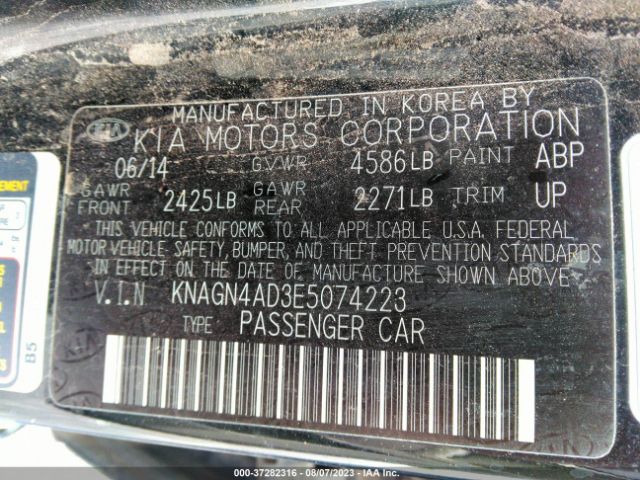 MANUFACTURED IN KOREA BY
KIA KIA MOTORS CORPORATION
06/14 GVWR 4586LB PAINT ABP
GAWR FRONT 2425LB GAWR REAR 2271LB TRIM UP
THIS VEHICLE CONFORMS TO ALL APPLICABLE U.S.A. FEDERAL
MOTOR VEHICLE SAFETY, BUMPER, AND THEFT PREVENTION STANDARDS
IN EFFECT ON THE DATE OF MANUFACTURE SHOWN ABOVE.
V.I.N KNAGN4AD3E5074223
TYPE PASSENGER CAR
B5
000-37282316 - 08/07/2023 - IAA Inc.